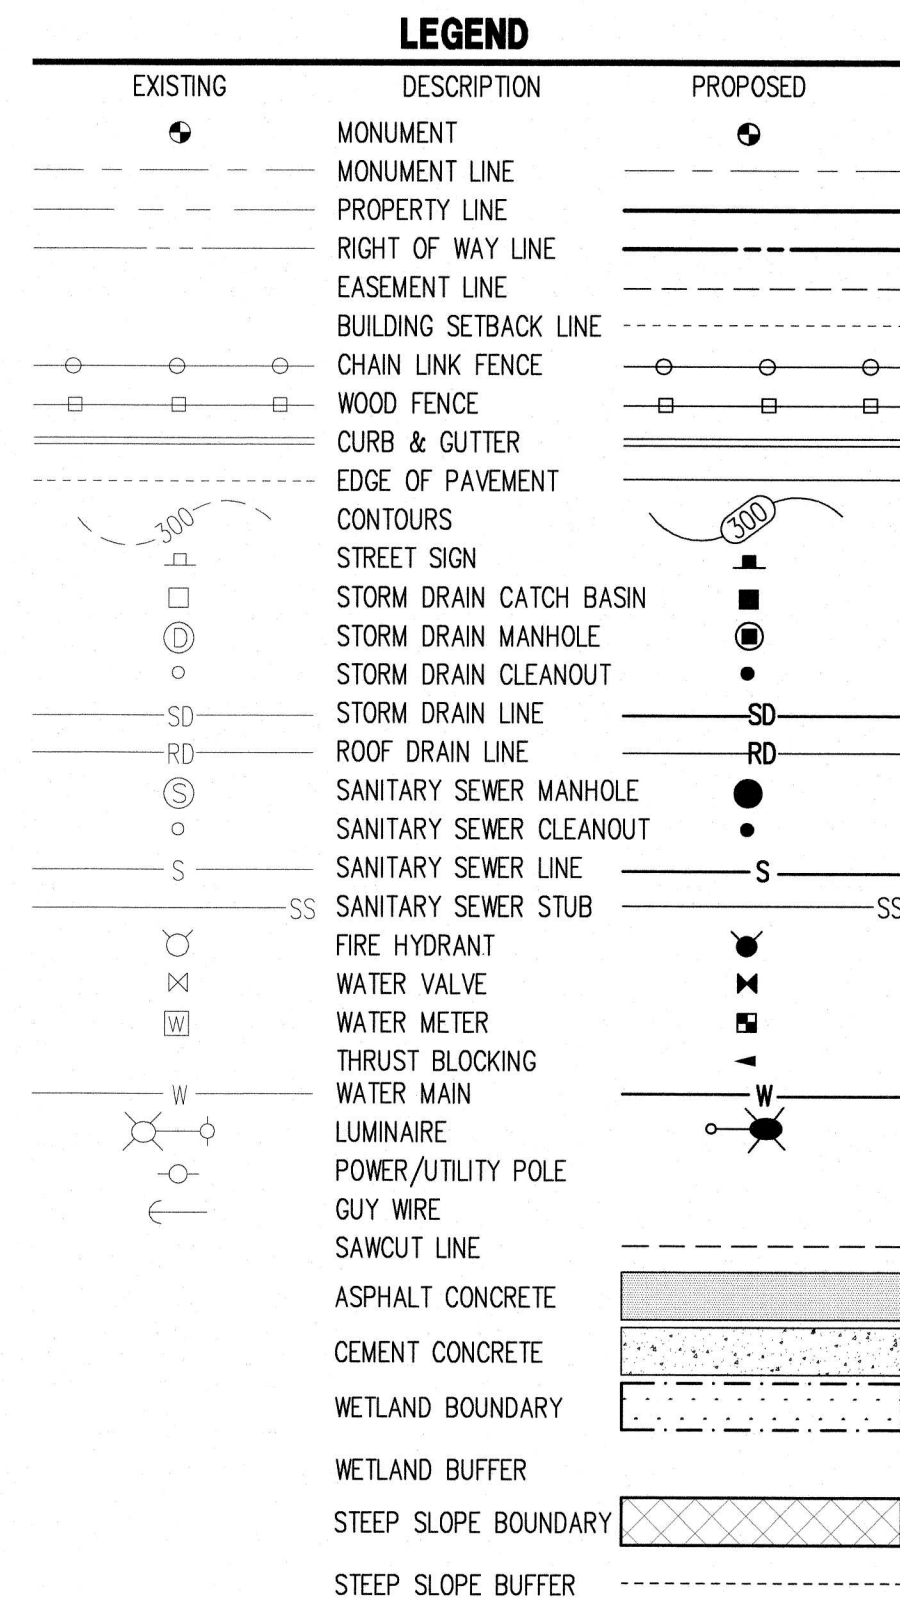 LEGEND
EXISTING DESCRIPTION PROPOSED
MONUMENT
MONUMENT LINE
PROPERTY LINE
RIGHT OF WAY LINE
EASEMENT LINE
BUILDING SETBACK LINE
CHAIN LINK FENCE
WOOD FENCE
CURB & GUTTER
EDGE OF PAVEMENT
300 CONTOURS 300
STREET SIGN
STORM DRAIN CATCH BASIN
D STORM DRAIN MANHOLE
STORM DRAIN CLEANOUT
SD STORM DRAIN LINE SD
RD ROOF DRAIN LINE RD
S SANITARY SEWER MANHOLE
SANITARY SEWER CLEANOUT
S SANITARY SEWER LINE S
SS SANITARY SEWER STUB SS
FIRE HYDRANT
WATER VALVE
W WATER METER
THRUST BLOCKING
W WATER MAIN W
LUMINAIRE
POWER/UTILITY POLE
GUY WIRE
SAWCUT LINE
ASPHALT CONCRETE
CEMENT CONCRETE
WETLAND BOUNDARY
WETLAND BUFFER
STEEP SLOPE BOUNDARY
STEEP SLOPE BUFFER